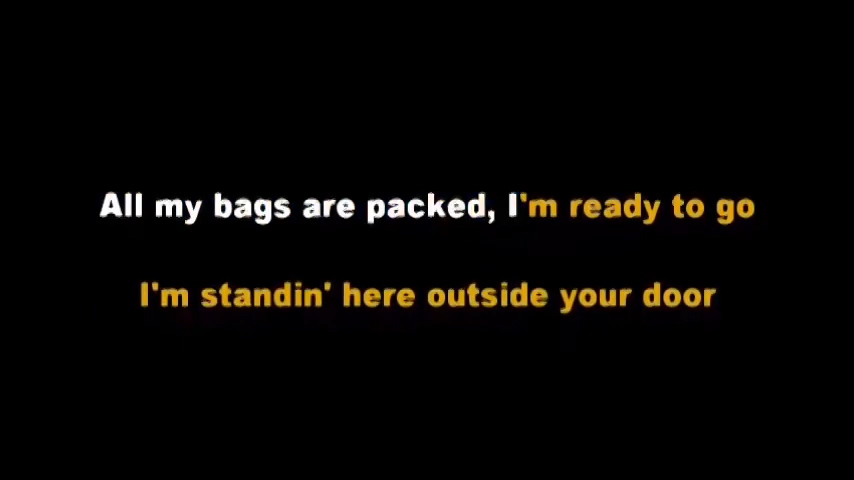 All my bags are packed, I'm ready to go
I'm standin' here outside your door